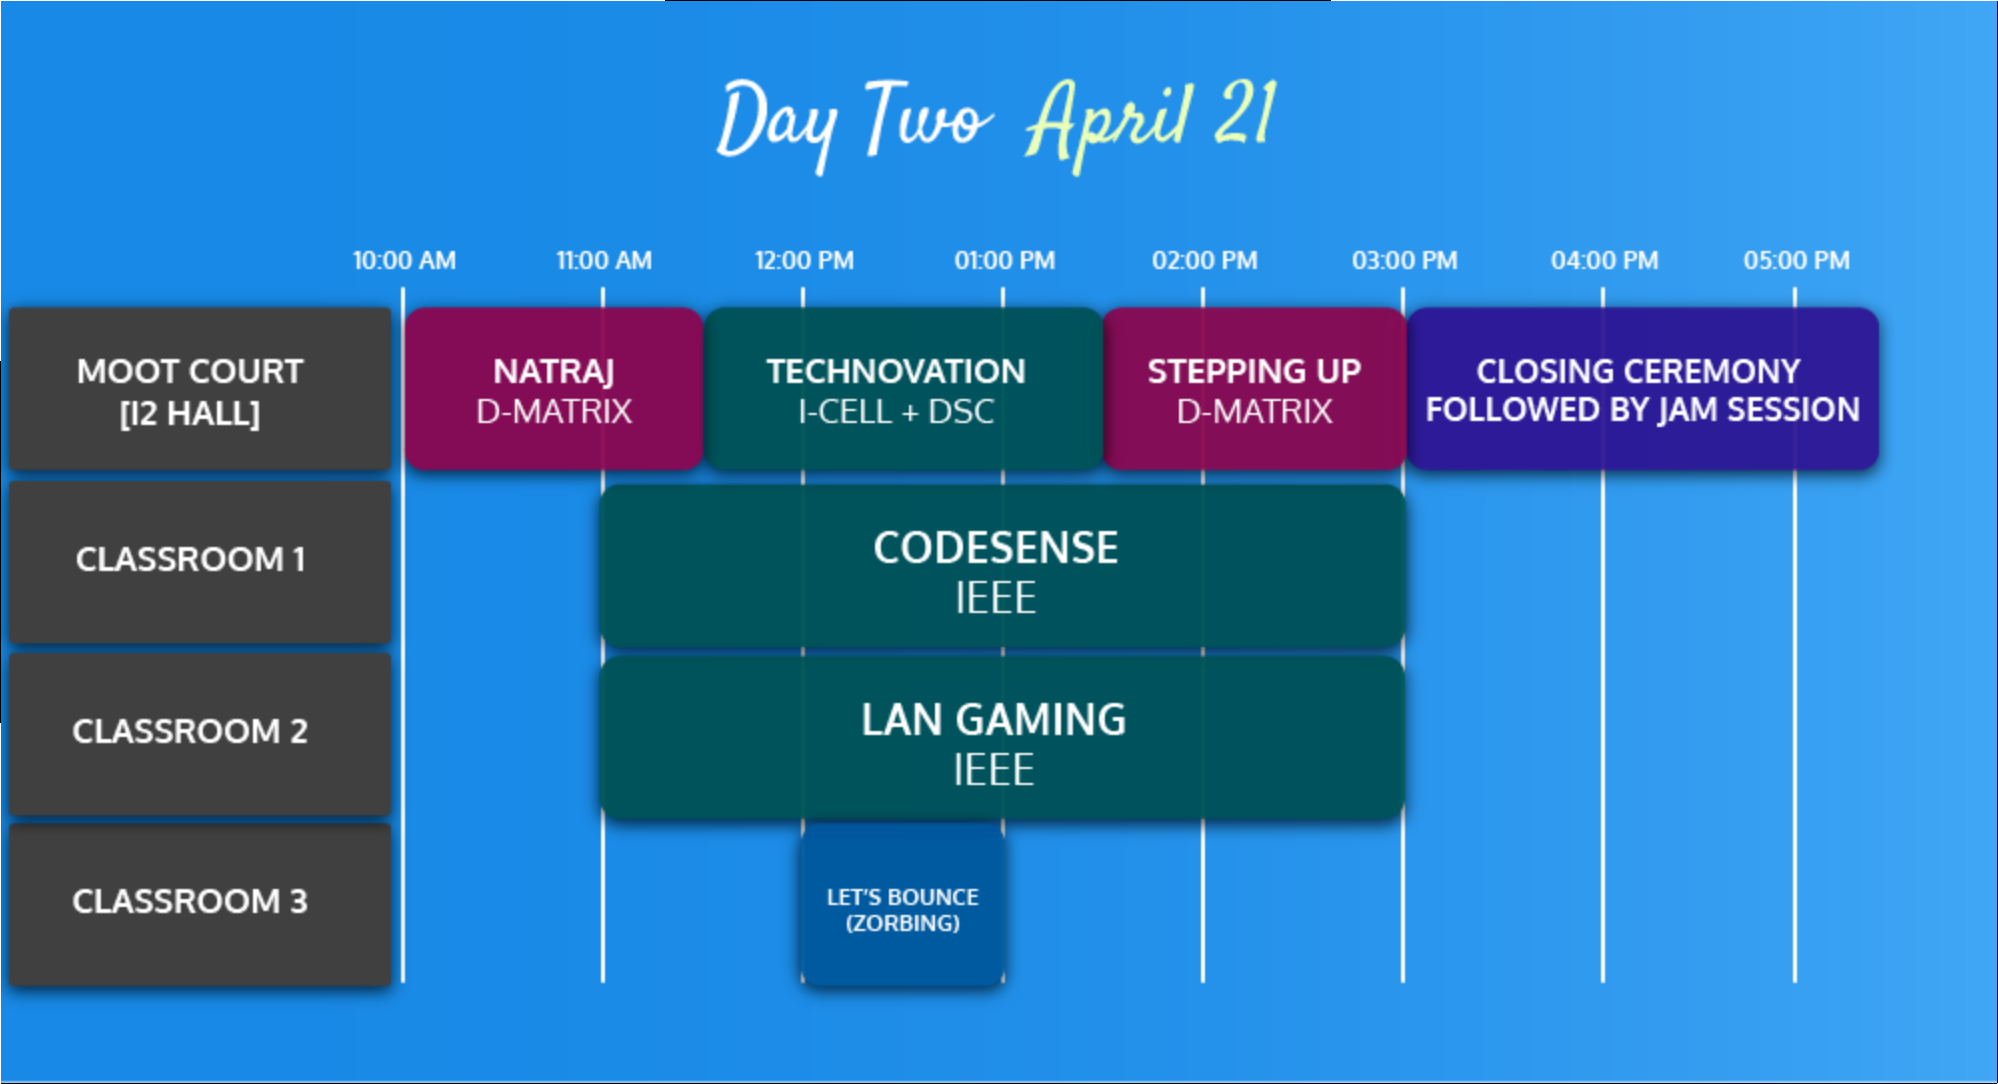 Day Two April 21
10:00 AM 11:00 AM 12:00 PM 01:00 PM 02:00 PM 03:00 PM 04:00 PM 05:00 PM
MOOT COURT
[I2 HALL]
NATRAJ
D-MATRIX
TECHNOVATION
I-CELL + DSC
STEPPING UP
D-MATRIX
CLOSING CEREMONY
FOLLOWED BY JAM SESSION
CLASSROOM 1
CODESENSE
IEEE
CLASSROOM 2
LAN GAMING
IEEE
CLASSROOM 3
LET'S BOUNCE
(ZORBING)